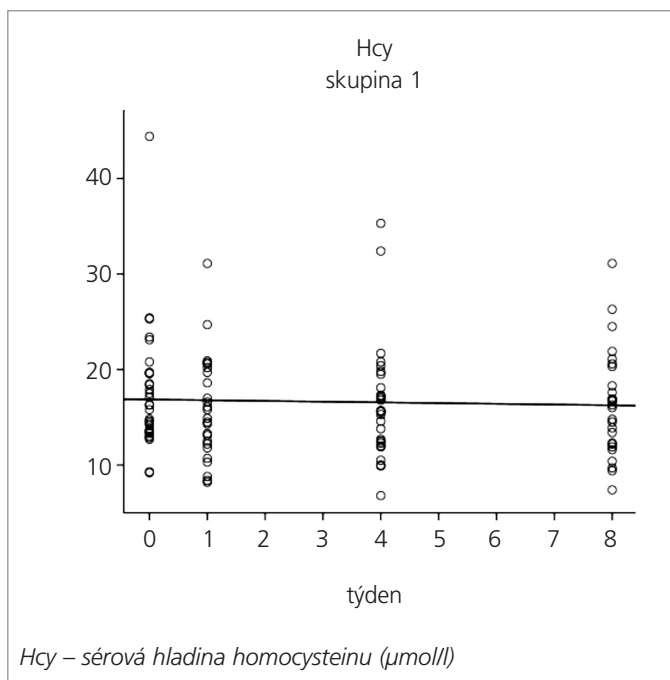 Hcy
skupina 1
40
30
20
10
0 1 2 3 4 5 6 7 8
týden
Hcy – sérová hladina homocysteinu (µmol/l)